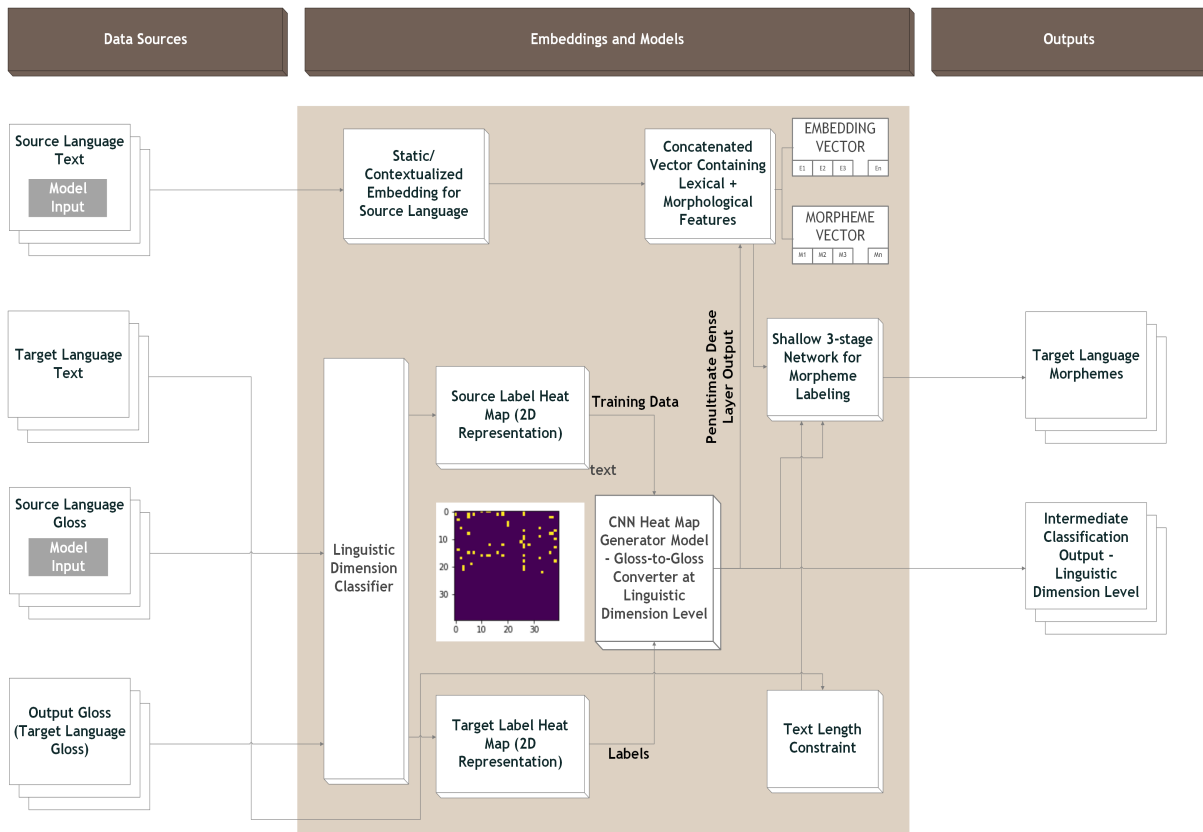 Data Sources
Embeddings and Models
Outputs
Source Language
Text
Model
Input
Static/
Contextualized
Embedding for
Source Language
Concatenated
Vector Containing
Lexical +
Morphological
Features
EMBEDDING
VECTOR
E1 E2 E3 En
MORPHEME
VECTOR
M1 M2 M3 Mn
Target Language
Text
Penultimate Dense
Layer Output
Shallow 3-stage
Network for
Morpheme
Labeling
Target Language
Morphemes
Source Label Heat
Map (2D
Representation)
Training Data
text
Source Language
Gloss
Model
Input
Linguistic
Dimension
Classifier
0
10
20
30
0 10 20 30
CNN Heat Map
Generator Model
- Gloss-to-Gloss
Converter at
Linguistic
Dimension Level
Intermediate
Classification
Output -
Linguistic
Dimension Level
Output Gloss
(Target Language
Gloss)
Target Label Heat
Map (2D
Representation)
Labels
Text Length
Constraint